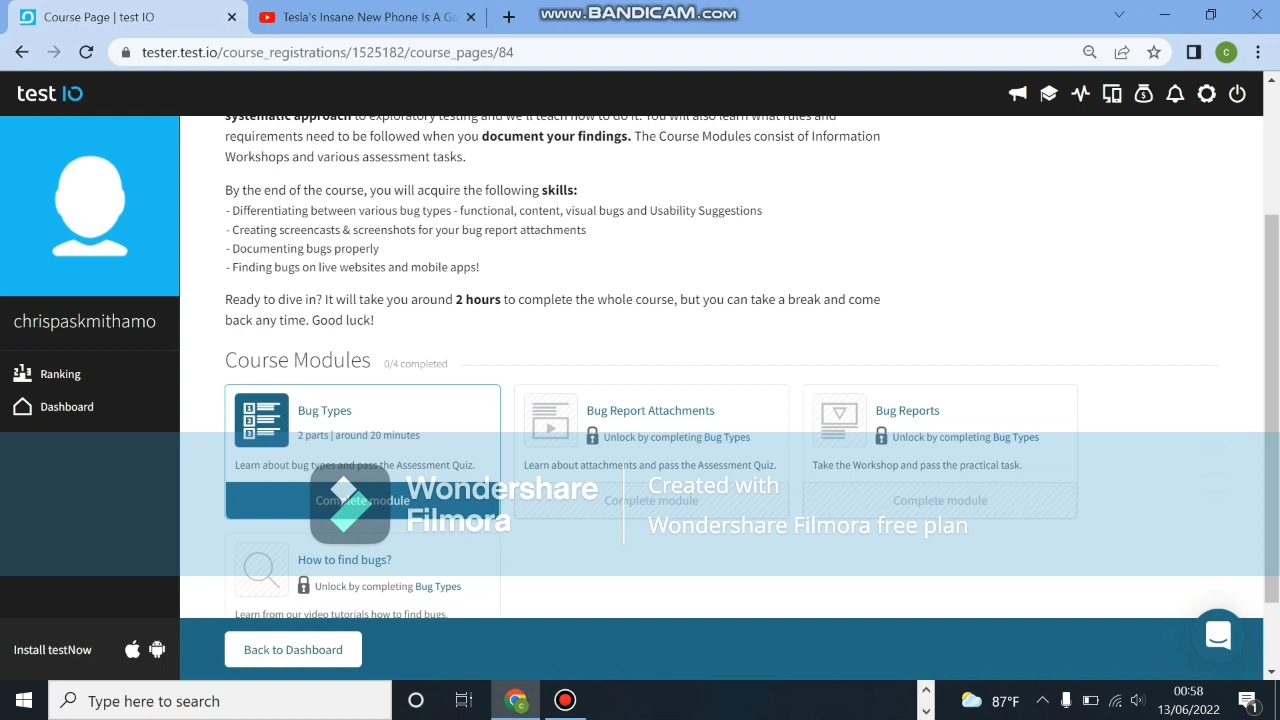 www.BANDICAM.com
Course Page | test IO
Tesla's Insane New Phone Is A Ga
tester.test.io/course_registrations/1525182/course_pages/84
C
test IO
systematic approach to exploratory testing and we'll teach how to do it. You will also learn what rules and
requirements need to be followed when you document your findings. The Course Modules consist of Information
Workshops and various assessment tasks.
By the end of the course, you will acquire the following skills:
- Differentiating between various bug types - functional, content, visual bugs and Usability Suggestions
- Creating screencasts & screenshots for your bug report attachments
- Documenting bugs properly
- Finding bugs on live websites and mobile apps!
Ready to dive in? It will take you around 2 hours to complete the whole course, but you can take a break and come
back any time. Good luck!
chrispaskmithamo
Ranking
Dashboard
Course Modules 0/4 completed
Bug Types
2 parts | around 20 minutes
Learn about bug types and pass the Assessment Quiz.
Complete module
Bug Report Attachments
Unlock by completing Bug Types
Learn about attachments and pass the Assessment Quiz.
Complete module
Bug Reports
Unlock by completing Bug Types
Take the Workshop and pass the practical task.
Complete module
Wondershare
Filmora
Created with
Wondershare Filmora free plan
How to find bugs?
Unlock by completing Bug Types
Learn from our video tutorials how to find bugs.
Install testNow
Back to Dashboard
Type here to search
87°F
00:58
13/06/2022
1